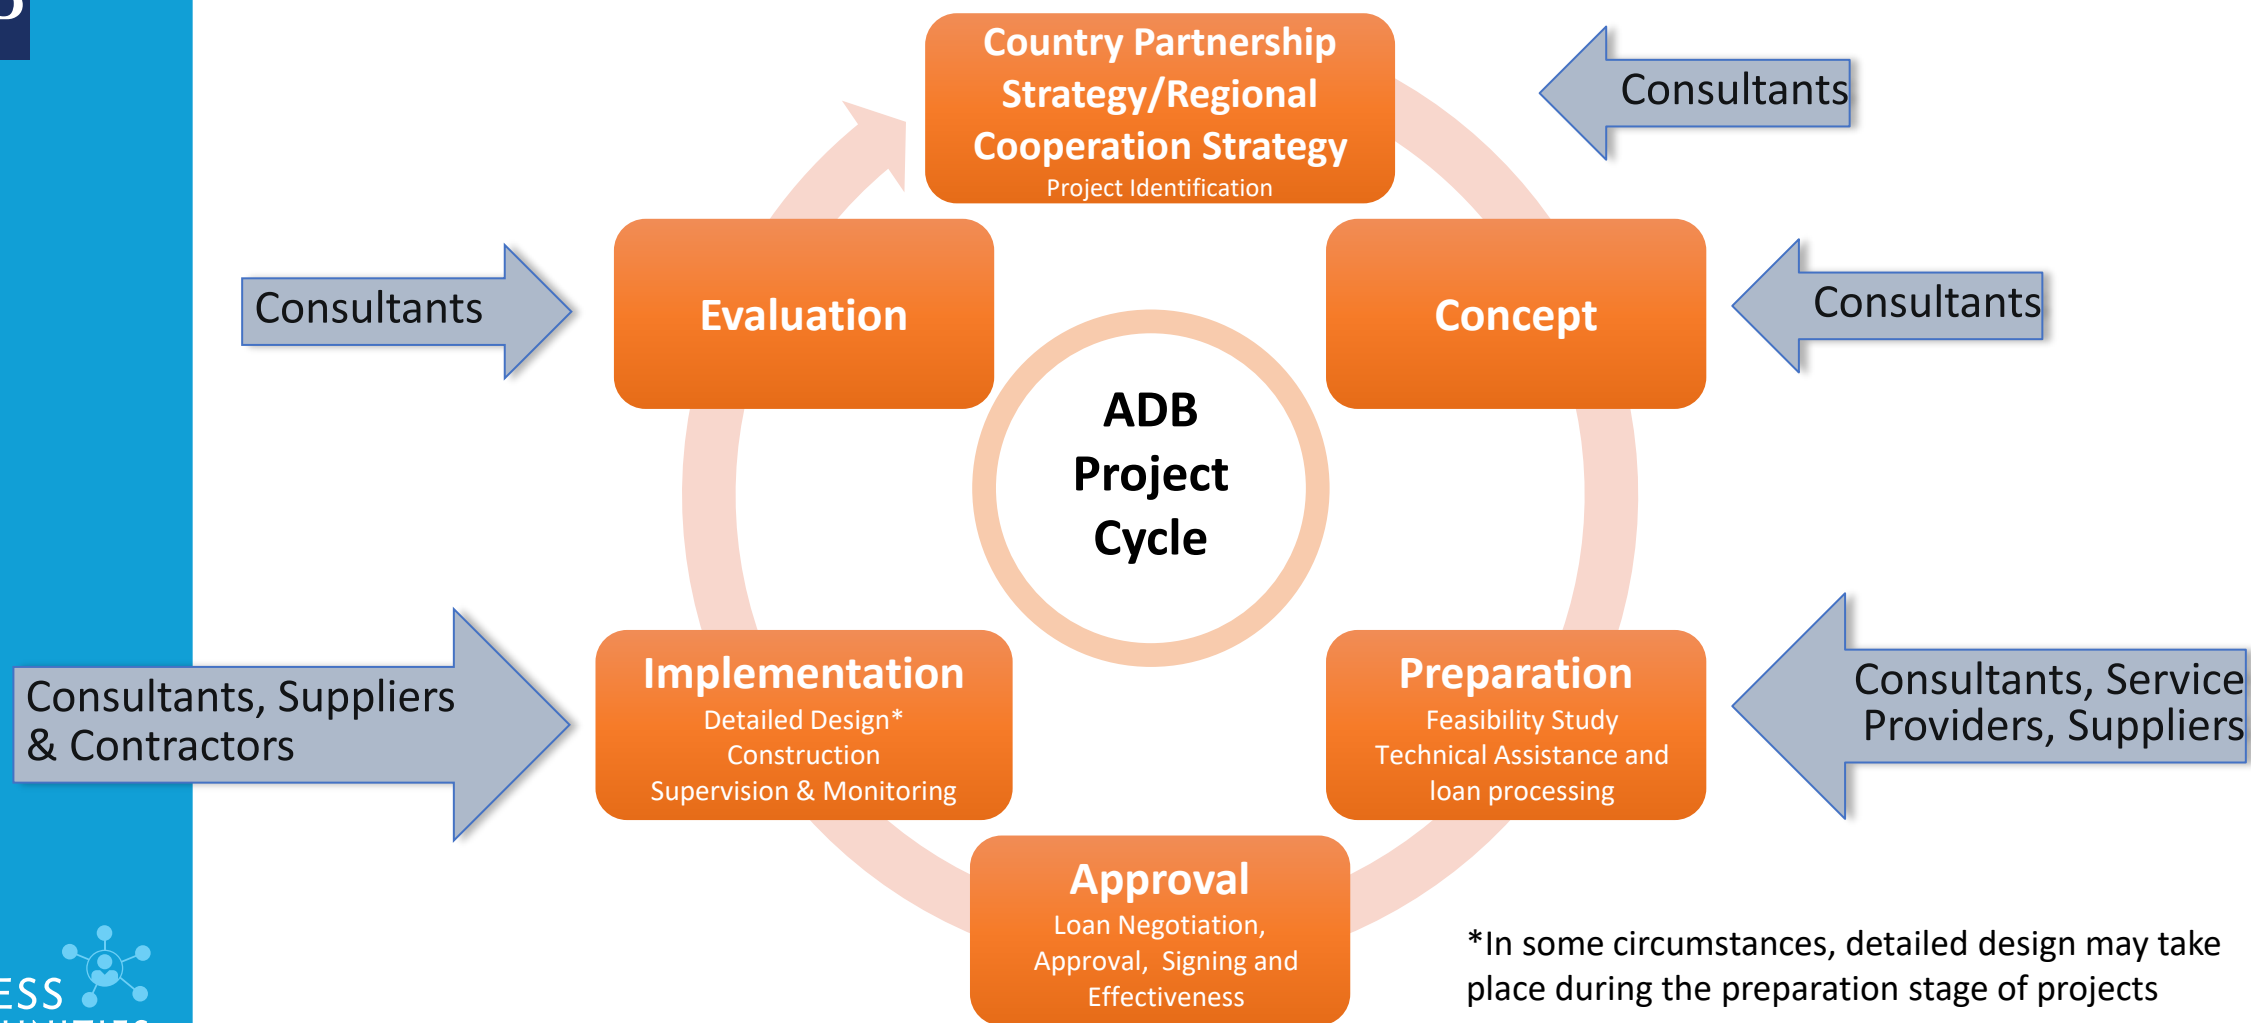 Country Partnership
Strategy/Regional
Cooperation Strategy
Project Identification
Consultants
Consultants
Evaluation
Concept
Consultants
ADB
Project
Cycle
Implementation
Detailed Design*
Construction
Supervision & Monitoring
Preparation
Feasibility Study
Technical Assistance and
loan processing
Consultants, Suppliers
& Contractors
Consultants, Service
Providers, Suppliers
Approval
Loan Negotiation,
Approval, Signing and
Effectiveness
*In some circumstances, detailed design may take
place during the preparation stage of projects
ESS